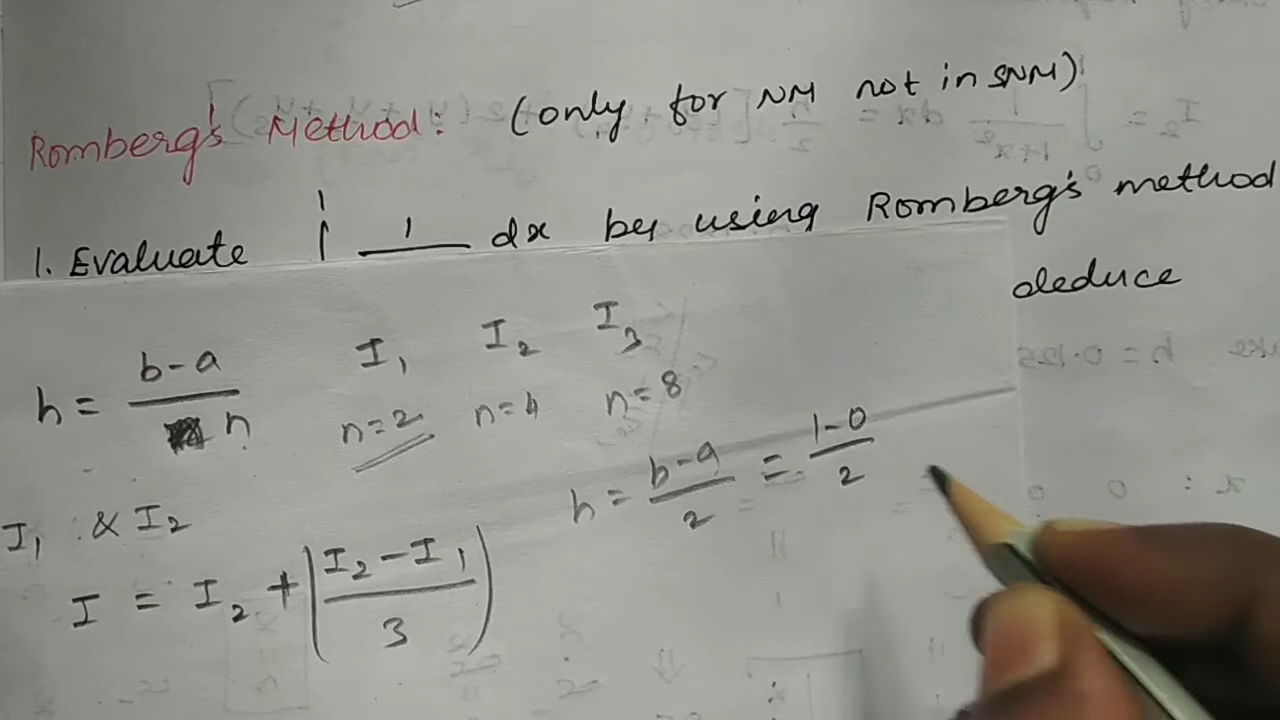 Romberg's Method: (only for NM not in SNM)
1. Evaluate ∫ 1 1 dx by using Romberg's method
deduce
h = b-a / n I₁ I₂ I₃
n=2 n=4 n=8
h = b-a / 2 = 1-0 / 2
I₁ & I₂
I = I₂ + (I₂ - I₁ / 3)